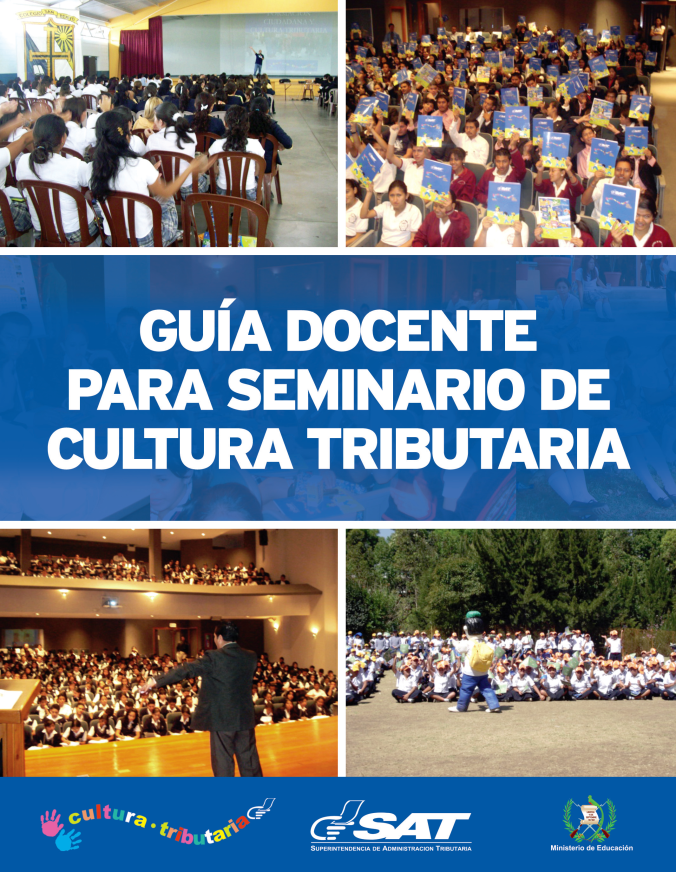 GUÍA DOCENTE
PARA SEMINARIO DE
CULTURA TRIBUTARIA
cultura·tributaria
SAT
SUPERINTENDENCIA DE ADMINISTRACION TRIBUTARIA
Ministerio de Educación